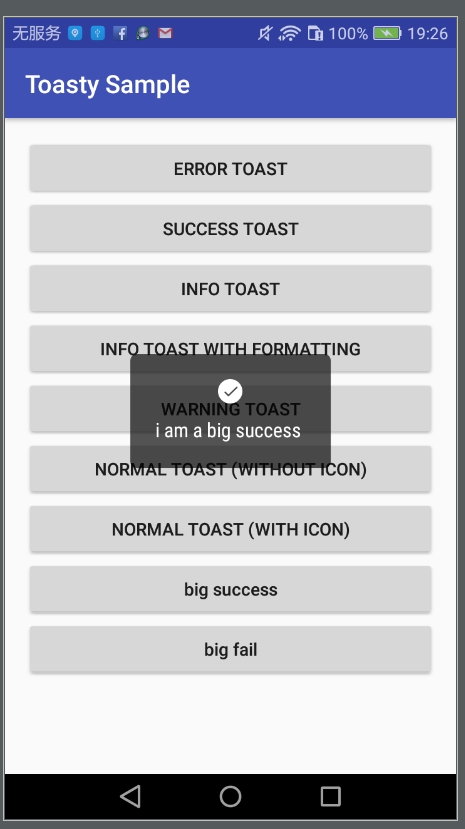 无服务 100% 19:26
Toasty Sample
ERROR TOAST
SUCCESS TOAST
INFO TOAST
INFO TOAST WITH FORMATTING
WARNING TOAST
i am a big success
NORMAL TOAST (WITHOUT ICON)
NORMAL TOAST (WITH ICON)
big success
big fail